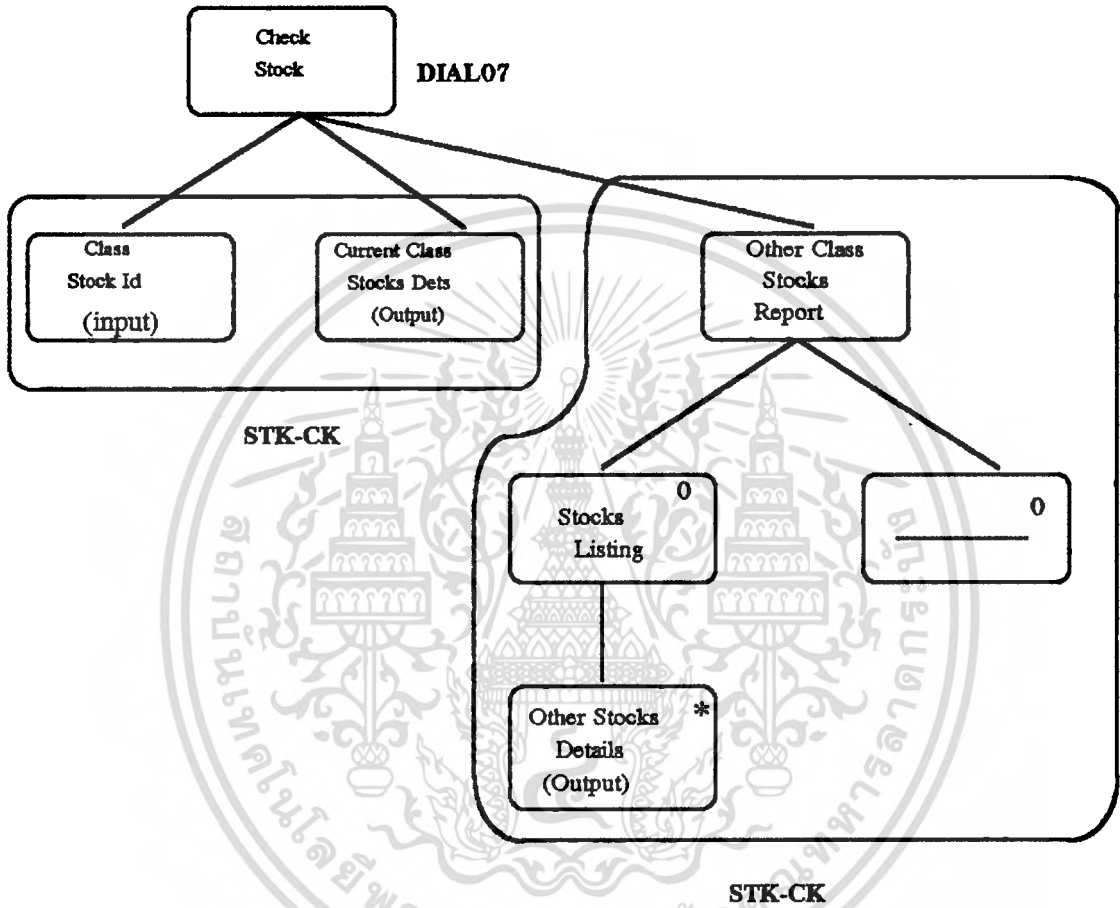 Check
Stock
DIAL07
Class
Stock Id
(input)
Current Class
Stocks Dets
(Output)
Other Class
Stocks
Report
STK-CK
Stocks
Listing
0
0
Other Stocks
Details
(Output)
*
STK-CK